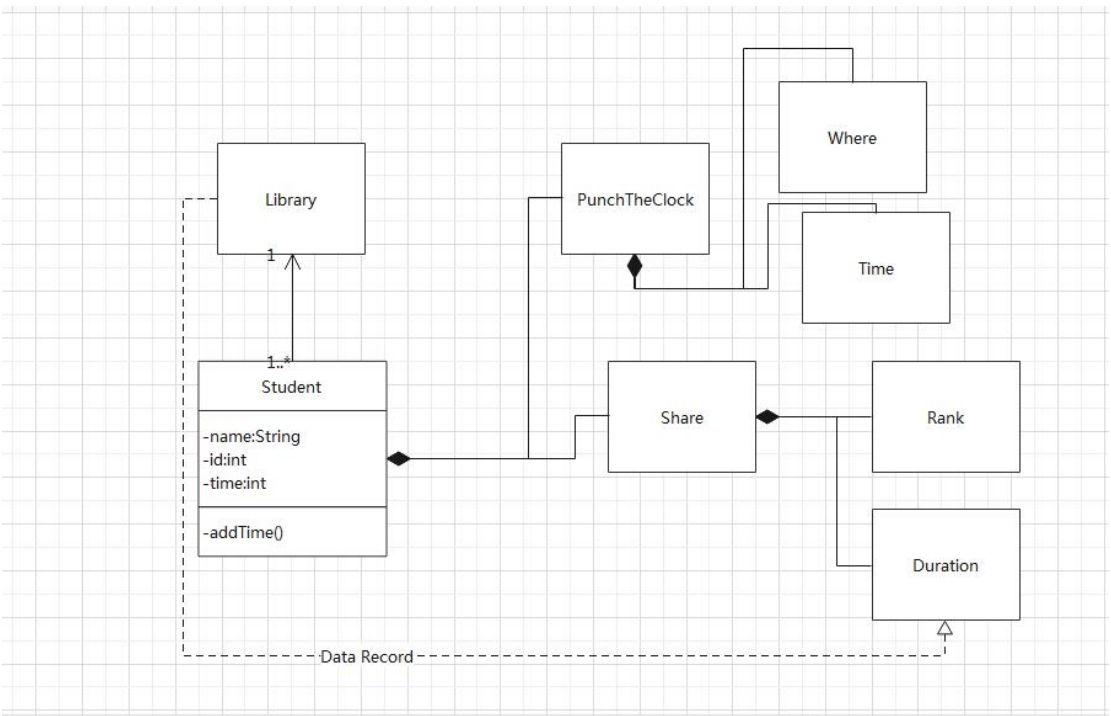 Where
Library
PunchTheClock
Time
1
1..*
Student
-name:String
-id:int
-time:int
-addTime()
Share
Rank
Duration
Data Record